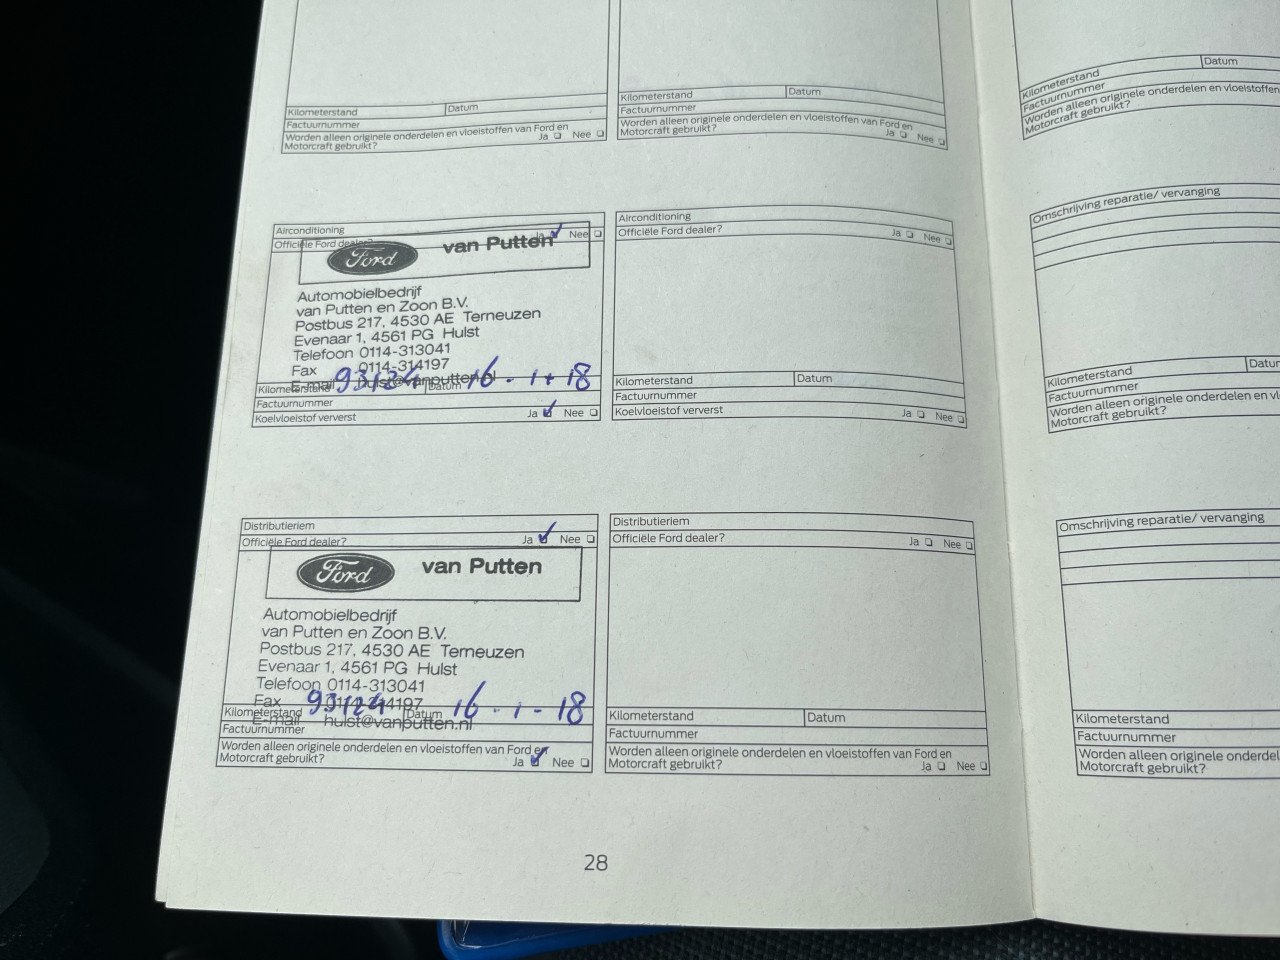 Kilometerstand Datum
Factuurnummer
Worden alleen originele onderdelen en vloeistoffen van Ford en
Motorcraft gebruikt? Ja Nee
Kilometerstand Datum
Factuurnummer
Worden alleen originele onderdelen en vloeistoffen van Ford en
Motorcraft gebruikt? Ja Nee
Airconditioning
Officiële Ford dealer? Ja Nee
Ford van Putten
Automobielbedrijf
van Putten en Zoon B.V.
Postbus 217, 4530 AE Terneuzen
Evenaar 1, 4561 PG Hulst
Telefoon 0114-313041
Fax 0114-314197
E-mail hulst@vanputten.nl
Kilometerstand 93124 Datum 16-1-18
Factuurnummer
Koelvloeistof ververst Ja Nee
Airconditioning
Officiële Ford dealer? Ja Nee
Kilometerstand Datum
Factuurnummer
Koelvloeistof ververst Ja Nee
Distributieriem
Officiële Ford dealer? Ja Nee
Ford van Putten
Automobielbedrijf
van Putten en Zoon B.V.
Postbus 217, 4530 AE Terneuzen
Evenaar 1, 4561 PG Hulst
Telefoon 0114-313041
Fax 0114-314197
E-mail hulst@vanputten.nl
Kilometerstand 93124 Datum 16-1-18
Factuurnummer
Worden alleen originele onderdelen en vloeistoffen van Ford en
Motorcraft gebruikt? Ja Nee
Distributieriem
Officiële Ford dealer? Ja Nee
Kilometerstand Datum
Factuurnummer
Worden alleen originele onderdelen en vloeistoffen van Ford en
Motorcraft gebruikt? Ja Nee
28
Kilometerstand Datum
Factuurnummer
Worden alleen originele onderdelen en vloeistoffen
Motorcraft gebruikt?
Omschrijving reparatie/ vervanging
Kilometerstand
Factuurnummer
Worden alleen originele onderdelen en
Motorcraft gebruikt?
Omschrijving reparatie/ vervanging
Kilometerstand
Factuurnummer
Worden alleen originele
Motorcraft gebruikt?